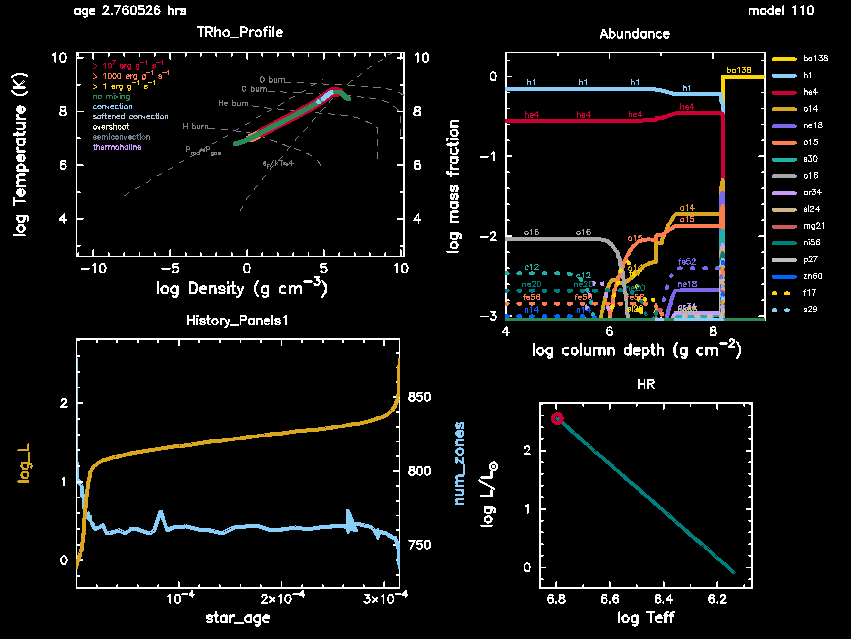 age 2.760526 hrs
model 110
TRho_Profile
> 10⁷ erg g⁻¹ s⁻¹
> 1000 erg g⁻¹ s⁻¹
> 1 erg g⁻¹ s⁻¹
no mixing
convection
softened convection
overshoot
semiconvection
thermohaline
O burn
C burn
He burn
H burn
10
8
6
4
10
8
6
4
−10
−5
0
5
10
log Temperature (K)
log Density (g cm⁻³)
Abundance
0
−1
−2
−3
4
6
8
log mass fraction
log column depth (g cm⁻²)
h1 h1 h1 h1
he4 he4 he4 he4
o14
o15
o16 o16 o15
c12 c12
fe52
ne20 ne20
fe56 fe56
n14
ne18
ba138
h1
he4
o14
ne18
o15
s30
o16
ar34
si24
mg21
ni56
p27
zn60
f17
s29
History_Panels1
2
1
0
850
800
750
10⁻⁴
2×10⁻⁴
3×10⁻⁴
log_L
num_zones
star_age
HR
2
1
0
6.8
6.6
6.4
6.2
log L/L☉
log Teff